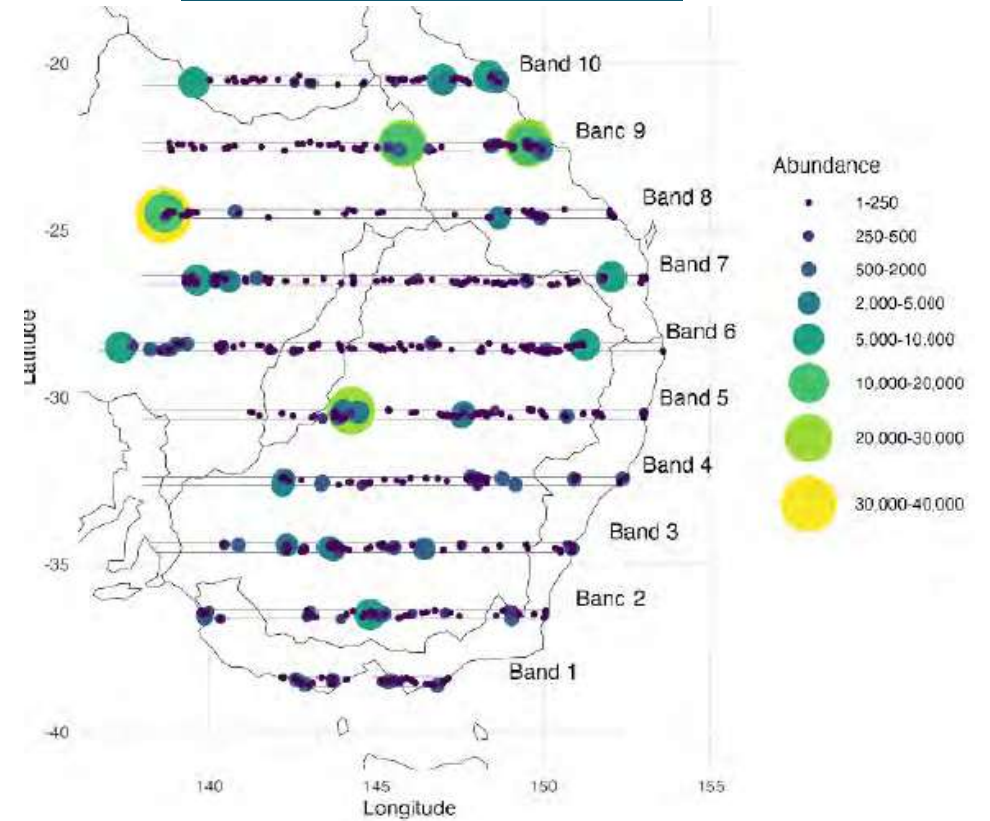 -20
Band 10
Banc 9
Abundance
Band 8
1-250
-25
250-500
Band 7
500-2000
2.000-5.000
Band 6
5.000-10.000
Latitude
-30
Band 5
10.000-20.000
20.000-30.000
Band 4
30.000-40.000
Band 3
-35
Banc 2
Band 1
-40
140
145
150
155
Longitude